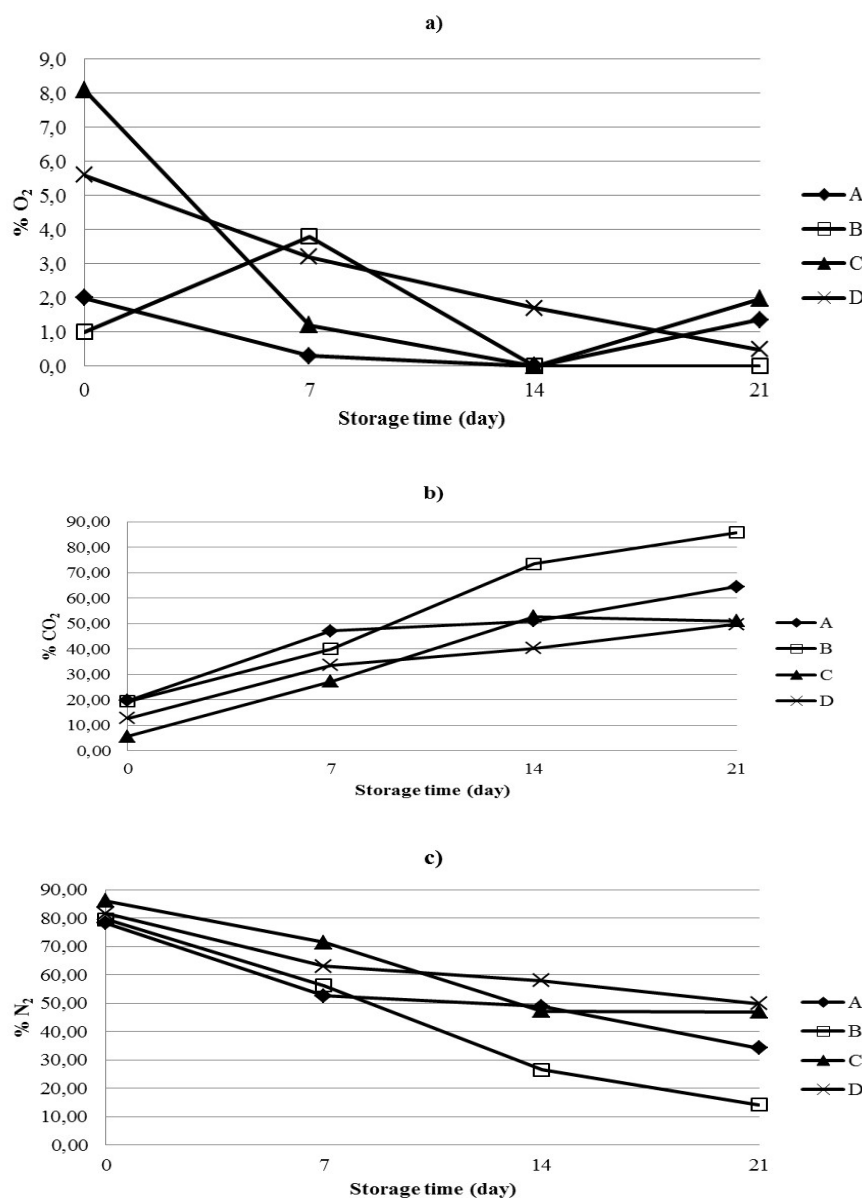 a)
9,0
8,0
7,0
6,0
5,0
4,0
3,0
2,0
1,0
0,0
% O₂
0 7 14 21
Storage time (day)
A
B
C
D
b)
90,00
80,00
70,00
60,00
50,00
40,00
30,00
20,00
10,00
0,00
% CO₂
0 7 14 21
Storage time (day)
A
B
C
D
c)
90,00
80,00
70,00
60,00
50,00
40,00
30,00
20,00
10,00
0,00
% N₂
0 7 14 21
Storage time (day)
A
B
C
D